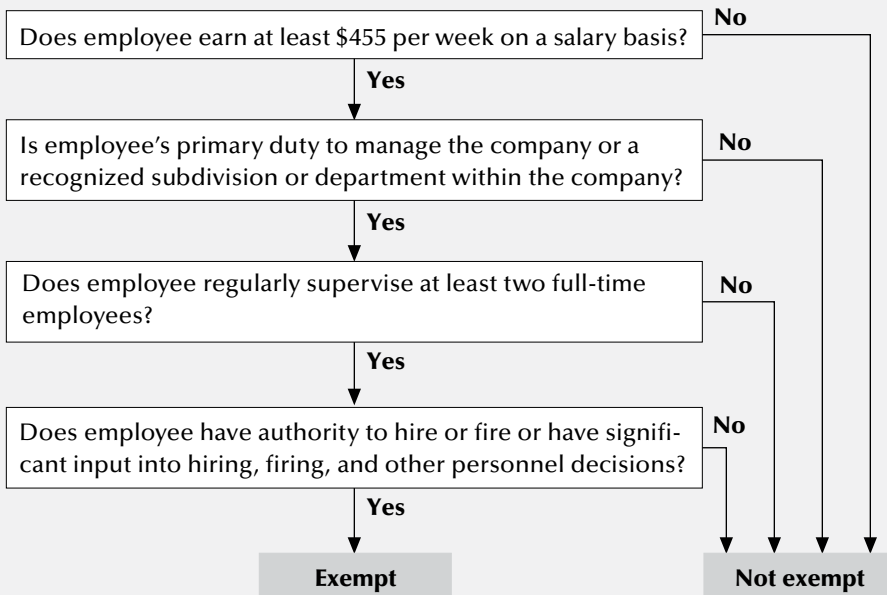 Does employee earn at least $455 per week on a salary basis?
No
Yes
Is employee’s primary duty to manage the company or a
recognized subdivision or department within the company?
No
Yes
Does employee regularly supervise at least two full-time
employees?
No
Yes
Does employee have authority to hire or fire or have signifi-
cant input into hiring, firing, and other personnel decisions?
No
Yes
Exempt
Not exempt